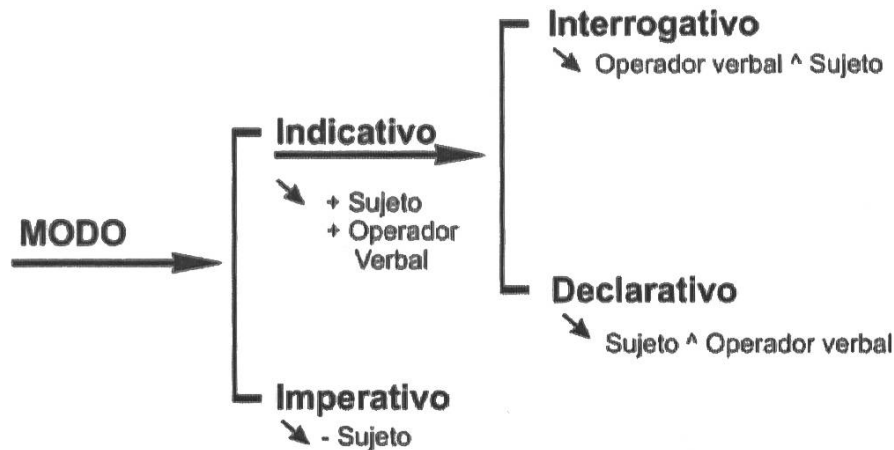 Interrogativo
Operador verbal ^ Sujeto
Indicativo
+ Sujeto
+ Operador
Verbal
MODO
Declarativo
Sujeto ^ Operador verbal
Imperativo
- Sujeto